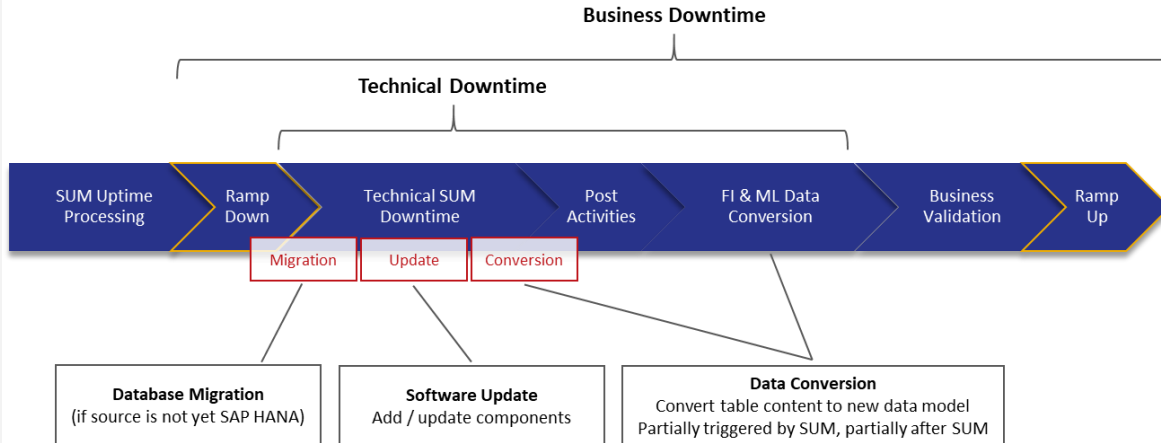 Business Downtime
Technical Downtime
SUM Uptime
Processing
Ramp
Down
Technical SUM
Downtime
Post
Activities
FI & ML Data
Conversion
Business
Validation
Ramp
Up
Migration
Update
Conversion
Database Migration
(if source is not yet SAP HANA)
Software Update
Add / update components
Data Conversion
Convert table content to new data model
Partially triggered by SUM, partially after SUM